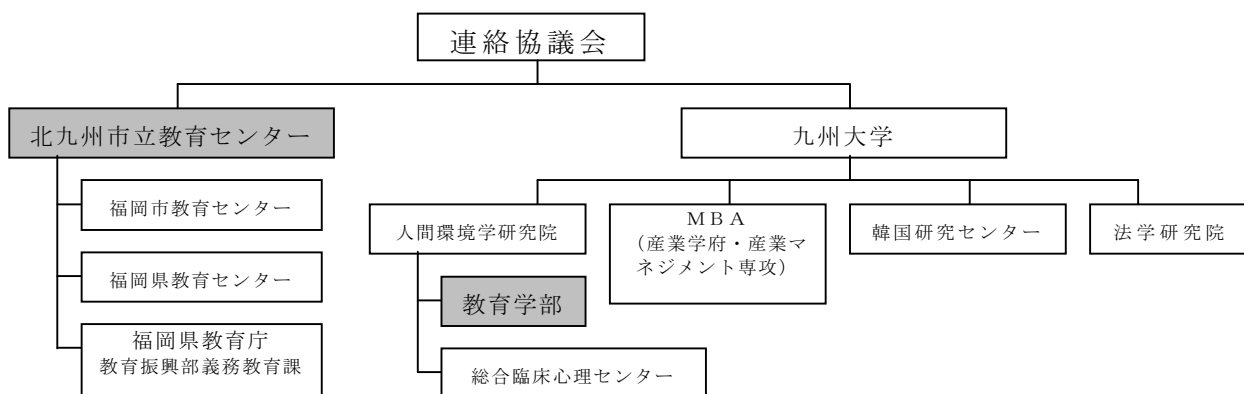 連絡協議会
北九州市立教育センター
九州大学
福岡市教育センター
福岡県教育センター
福岡県教育庁
教育振興部義務教育課
人間環境学研究院
教育学部
総合臨床心理センター
ＭＢＡ
（産業学府・産業マ
ネジメント専攻）
韓国研究センター
法学研究院